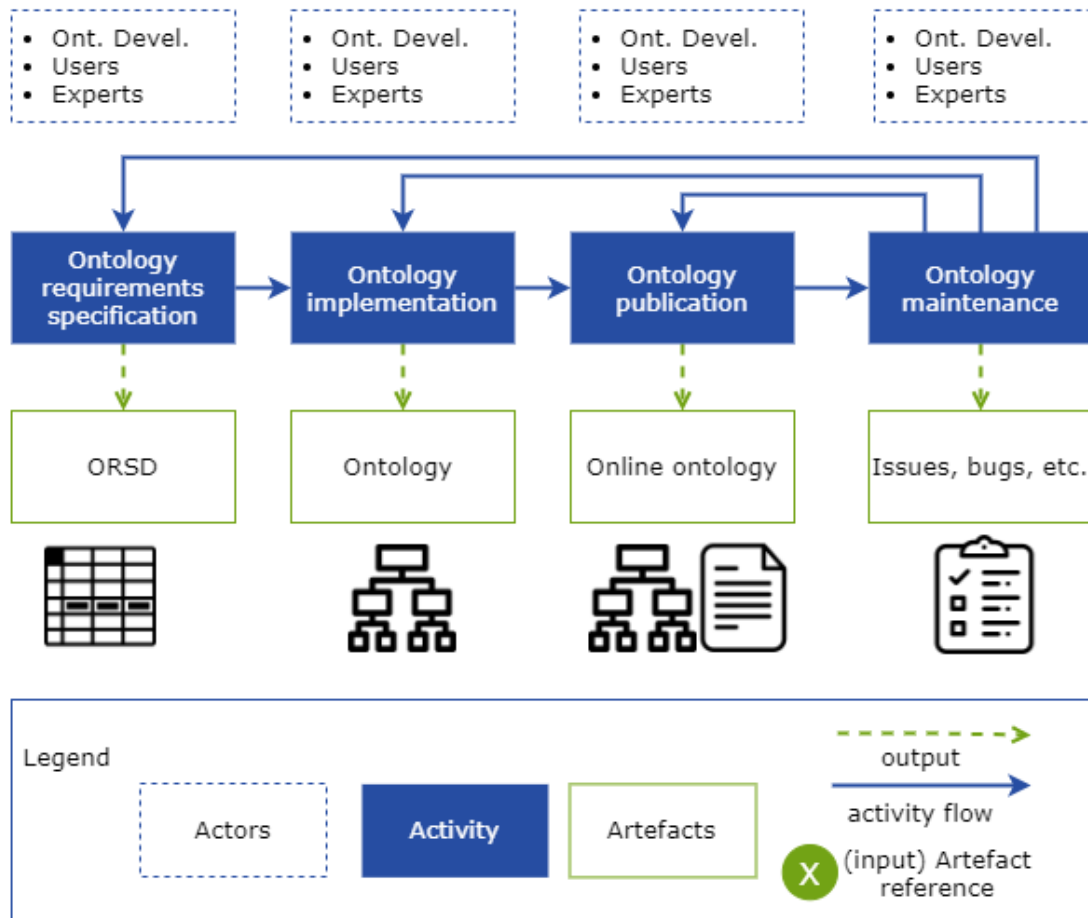 • Ont. Devel.
• Users
• Experts
• Ont. Devel.
• Users
• Experts
• Ont. Devel.
• Users
• Experts
• Ont. Devel.
• Users
• Experts
Ontology
requirements
specification
Ontology
implementation
Ontology
publication
Ontology
maintenance
ORSD
Ontology
Online ontology
Issues, bugs, etc.
Legend
Actors
Activity
Artefacts
output
activity flow
X
(input) Artefact
reference